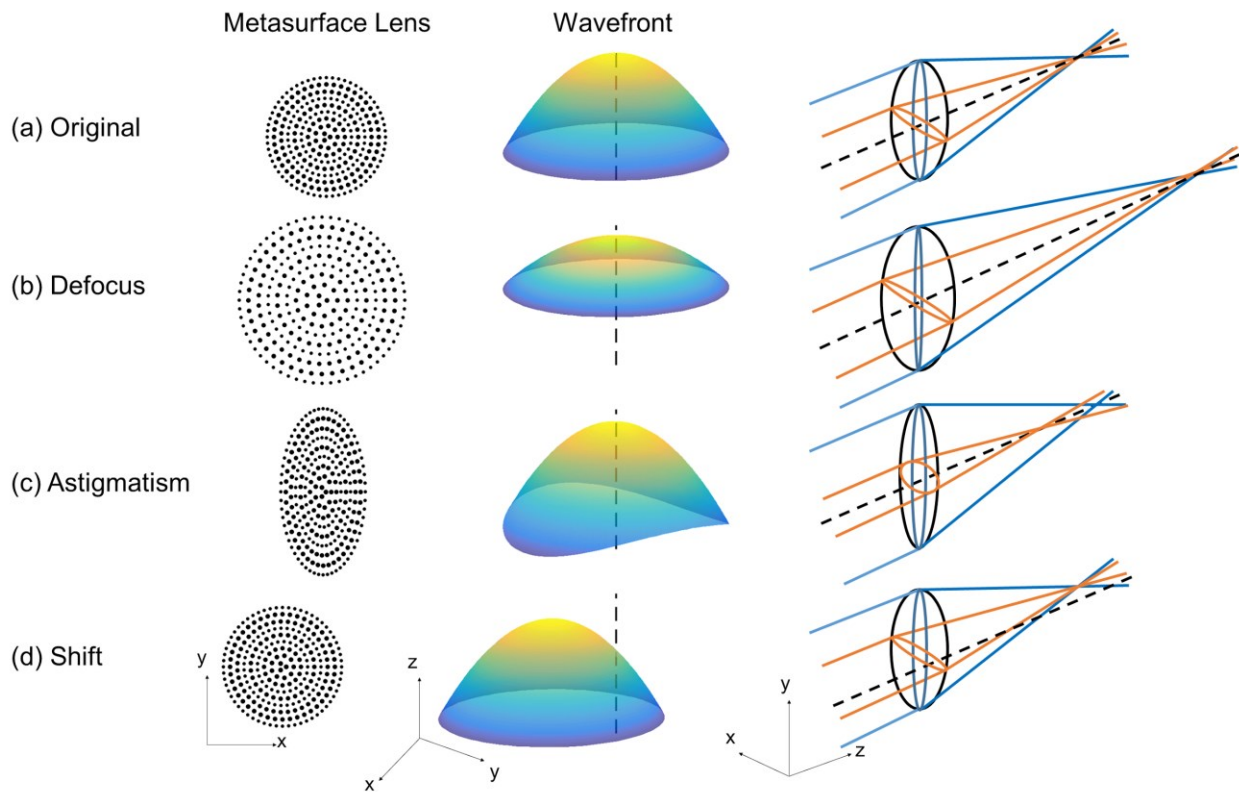 Metasurface Lens
Wavefront
(a) Original
(b) Defocus
(c) Astigmatism
(d) Shift
y
x
z
x
y
y
x
z